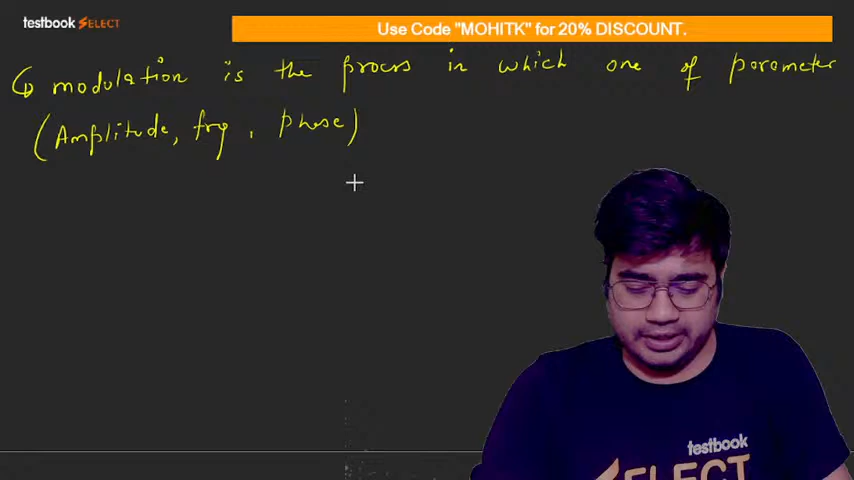 testbook SELECT
Use Code "MOHITK" for 20% DISCOUNT.
modulation is the process in which one of parameter
(Amplitude, frq, phase)
testbook
SELECT